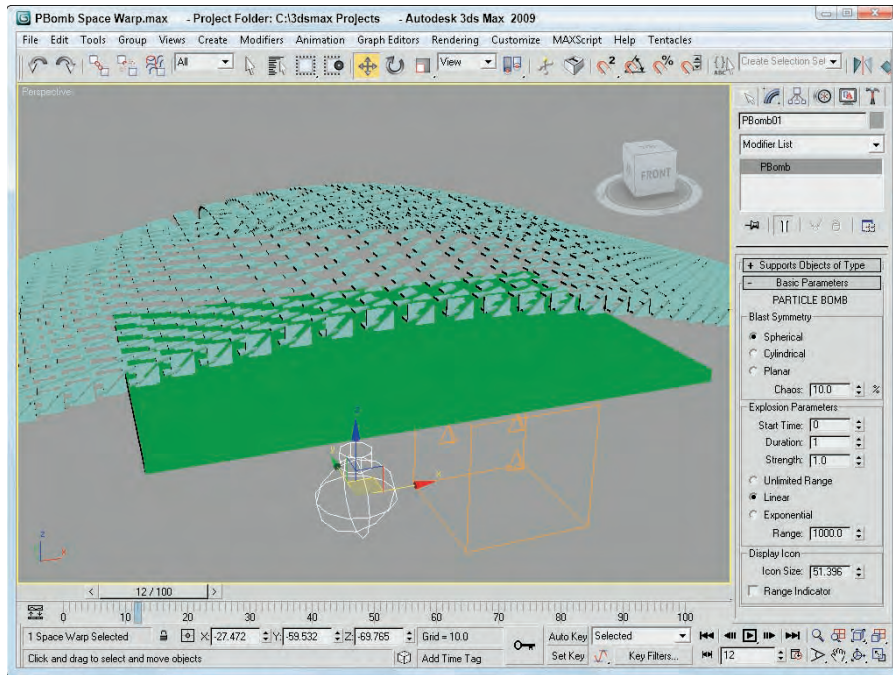 PBomb Space Warp.max - Project Folder: C:\3dsmax Projects - Autodesk 3ds Max 2009
File Edit Tools Group Views Create Modifiers Animation Graph Editors Rendering Customize MAXScript Help Tentacles
All View Create Selection Set
Perspective
FRONT
PBomb01
Modifier List
PBomb
+ Supports Objects of Type
- Basic Parameters
PARTICLE BOMB
Blast Symmetry
Spherical
Cylindrical
Planar
Chaos: 10.0 %
Explosion Parameters
Start Time: 0
Duration: 1
Strength: 1.0
Unlimited Range
Linear
Exponential
Range: 1000.0
Display Icon
Icon Size: 51.396
Range Indicator
z
y
x
z
x
< 12 / 100 >
0 10 20 30 40 50 60 70 80 90 100
1 Space Warp Selected X: -27.472 Y: -59.532 Z: -69.765 Grid = 10.0 Auto Key Selected
Click and drag to select and move objects Add Time Tag Set Key Key Filters... 12